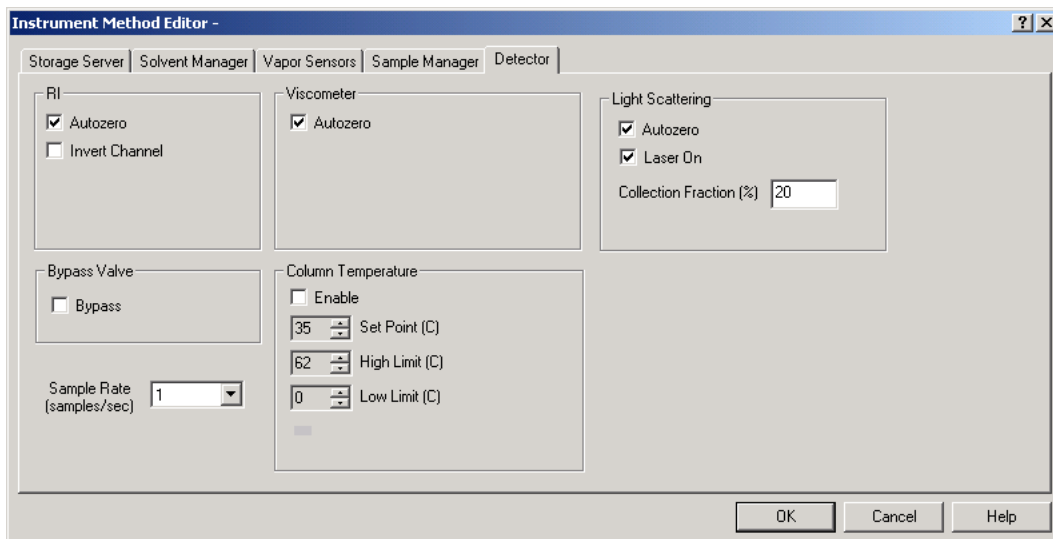 Instrument Method Editor -
Storage Server Solvent Manager Vapor Sensors Sample Manager Detector
RI
Autozero
Invert Channel
Viscometer
Autozero
Light Scattering
Autozero
Laser On
Collection Fraction (%) 20
Bypass Valve
Bypass
Sample Rate
(samples/sec) 1
Column Temperature
Enable
35 Set Point (C)
62 High Limit (C)
0 Low Limit (C)
OK Cancel Help